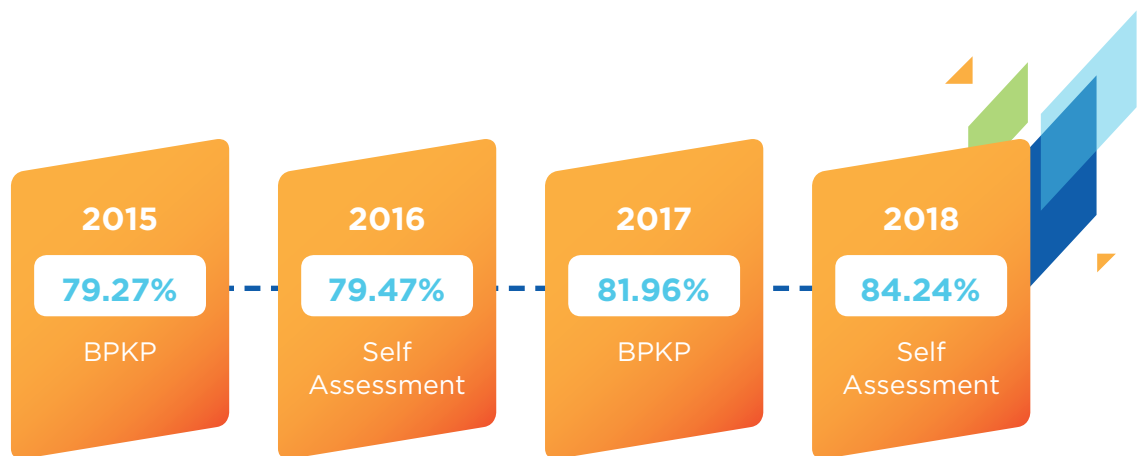 2015
79.27%
BPKP
2016
79.47%
Self
Assessment
2017
81.96%
BPKP
2018
84.24%
Self
Assessment